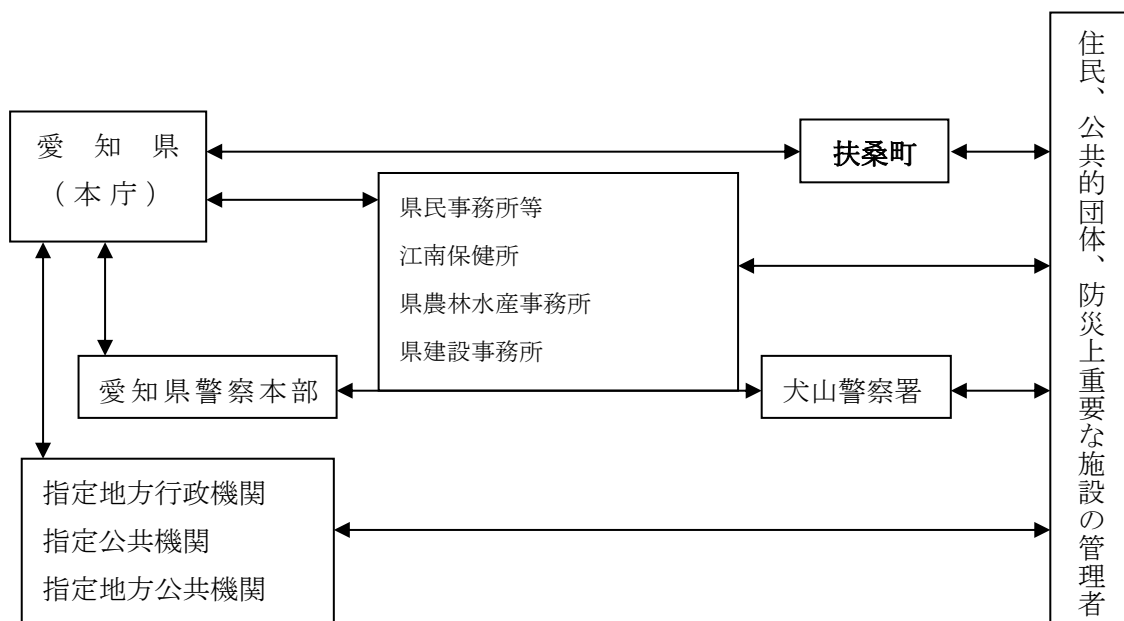 愛知県
（本庁）
扶桑町
県民事務所等
江南保健所
県農林水産事務所
県建設事務所
愛知県警察本部
犬山警察署
指定地方行政機関
指定公共機関
指定地方公共機関
住民、公共的団体、防災上重要な施設の管理者